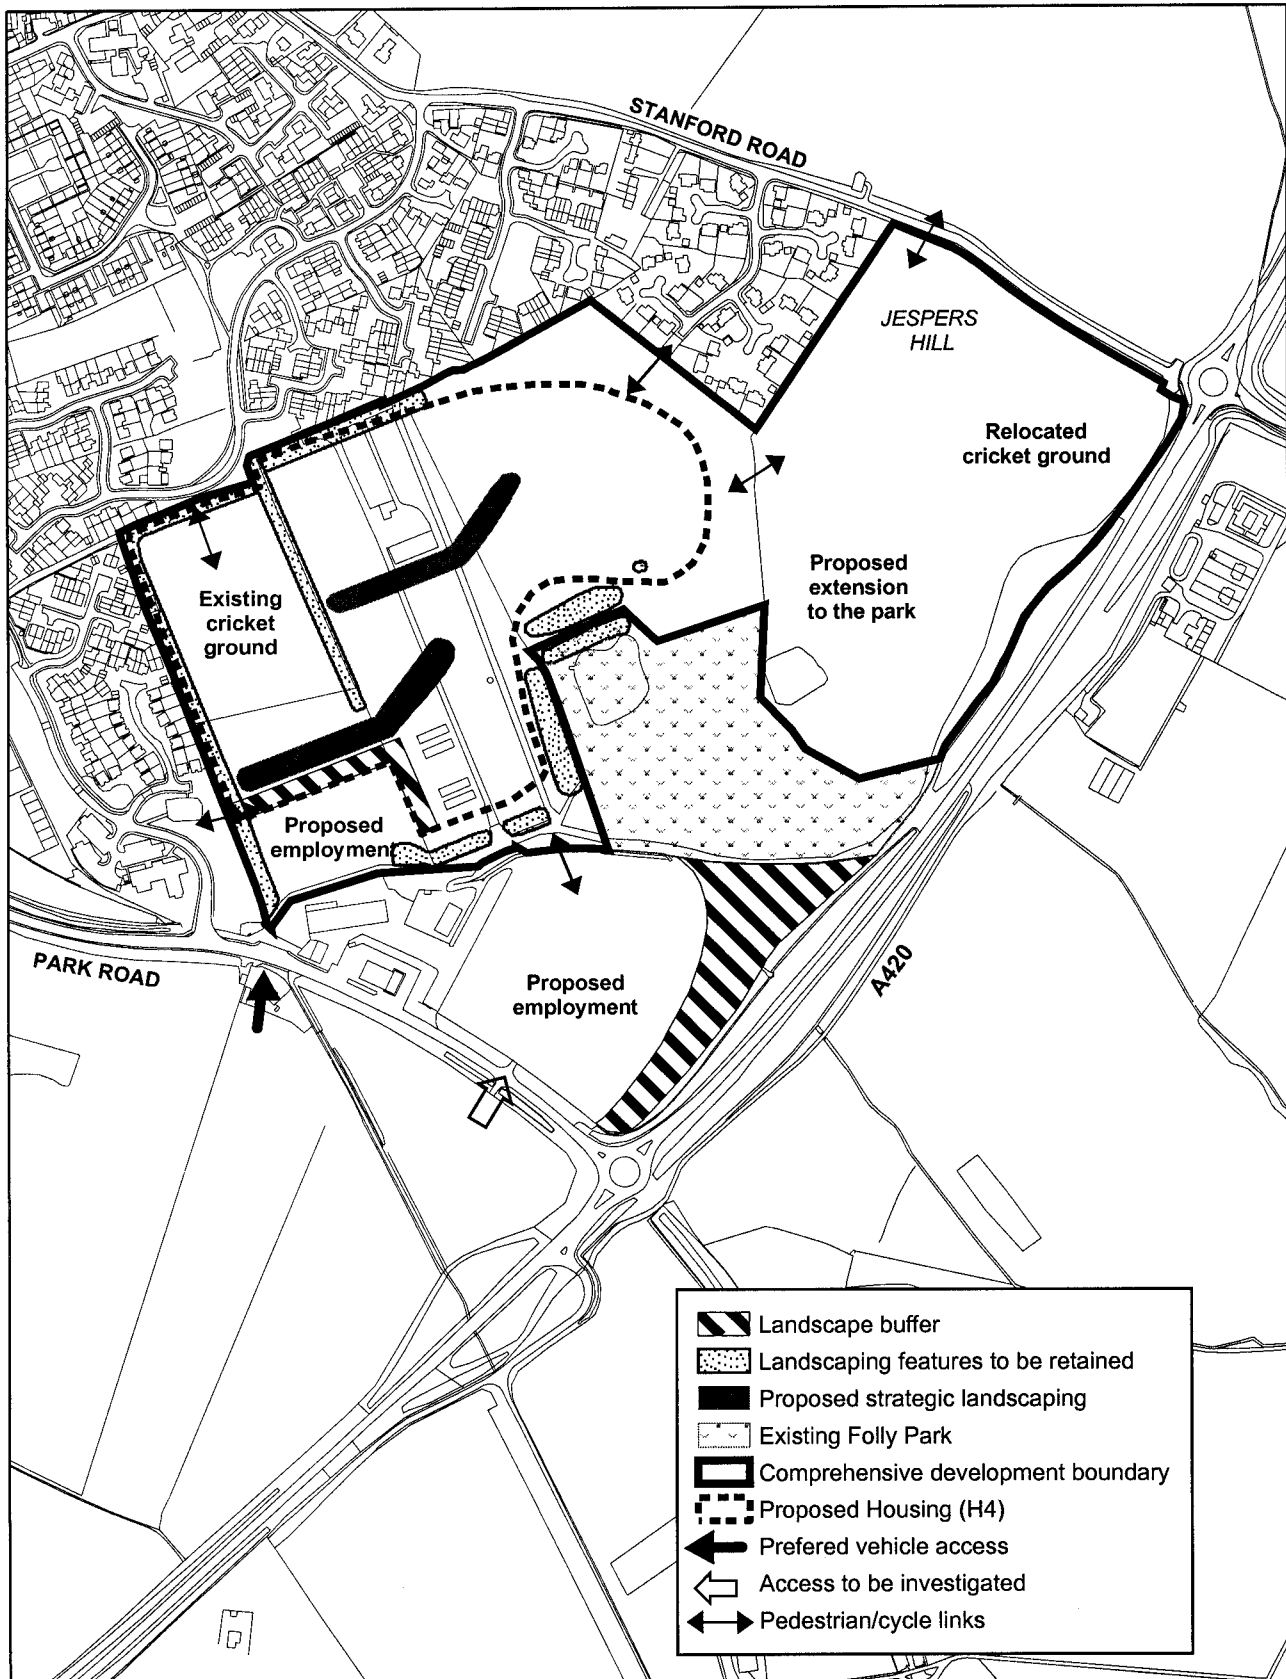 STANFORD ROAD
JESPERS
HILL
Relocated
cricket ground
Proposed
extension
to the park
Existing
cricket
ground
Proposed
employment
PARK ROAD
Proposed
employment
A420
Landscape buffer
Landscaping features to be retained
Proposed strategic landscaping
Existing Folly Park
Comprehensive development boundary
Proposed Housing (H4)
Prefered vehicle access
Access to be investigated
Pedestrian/cycle links